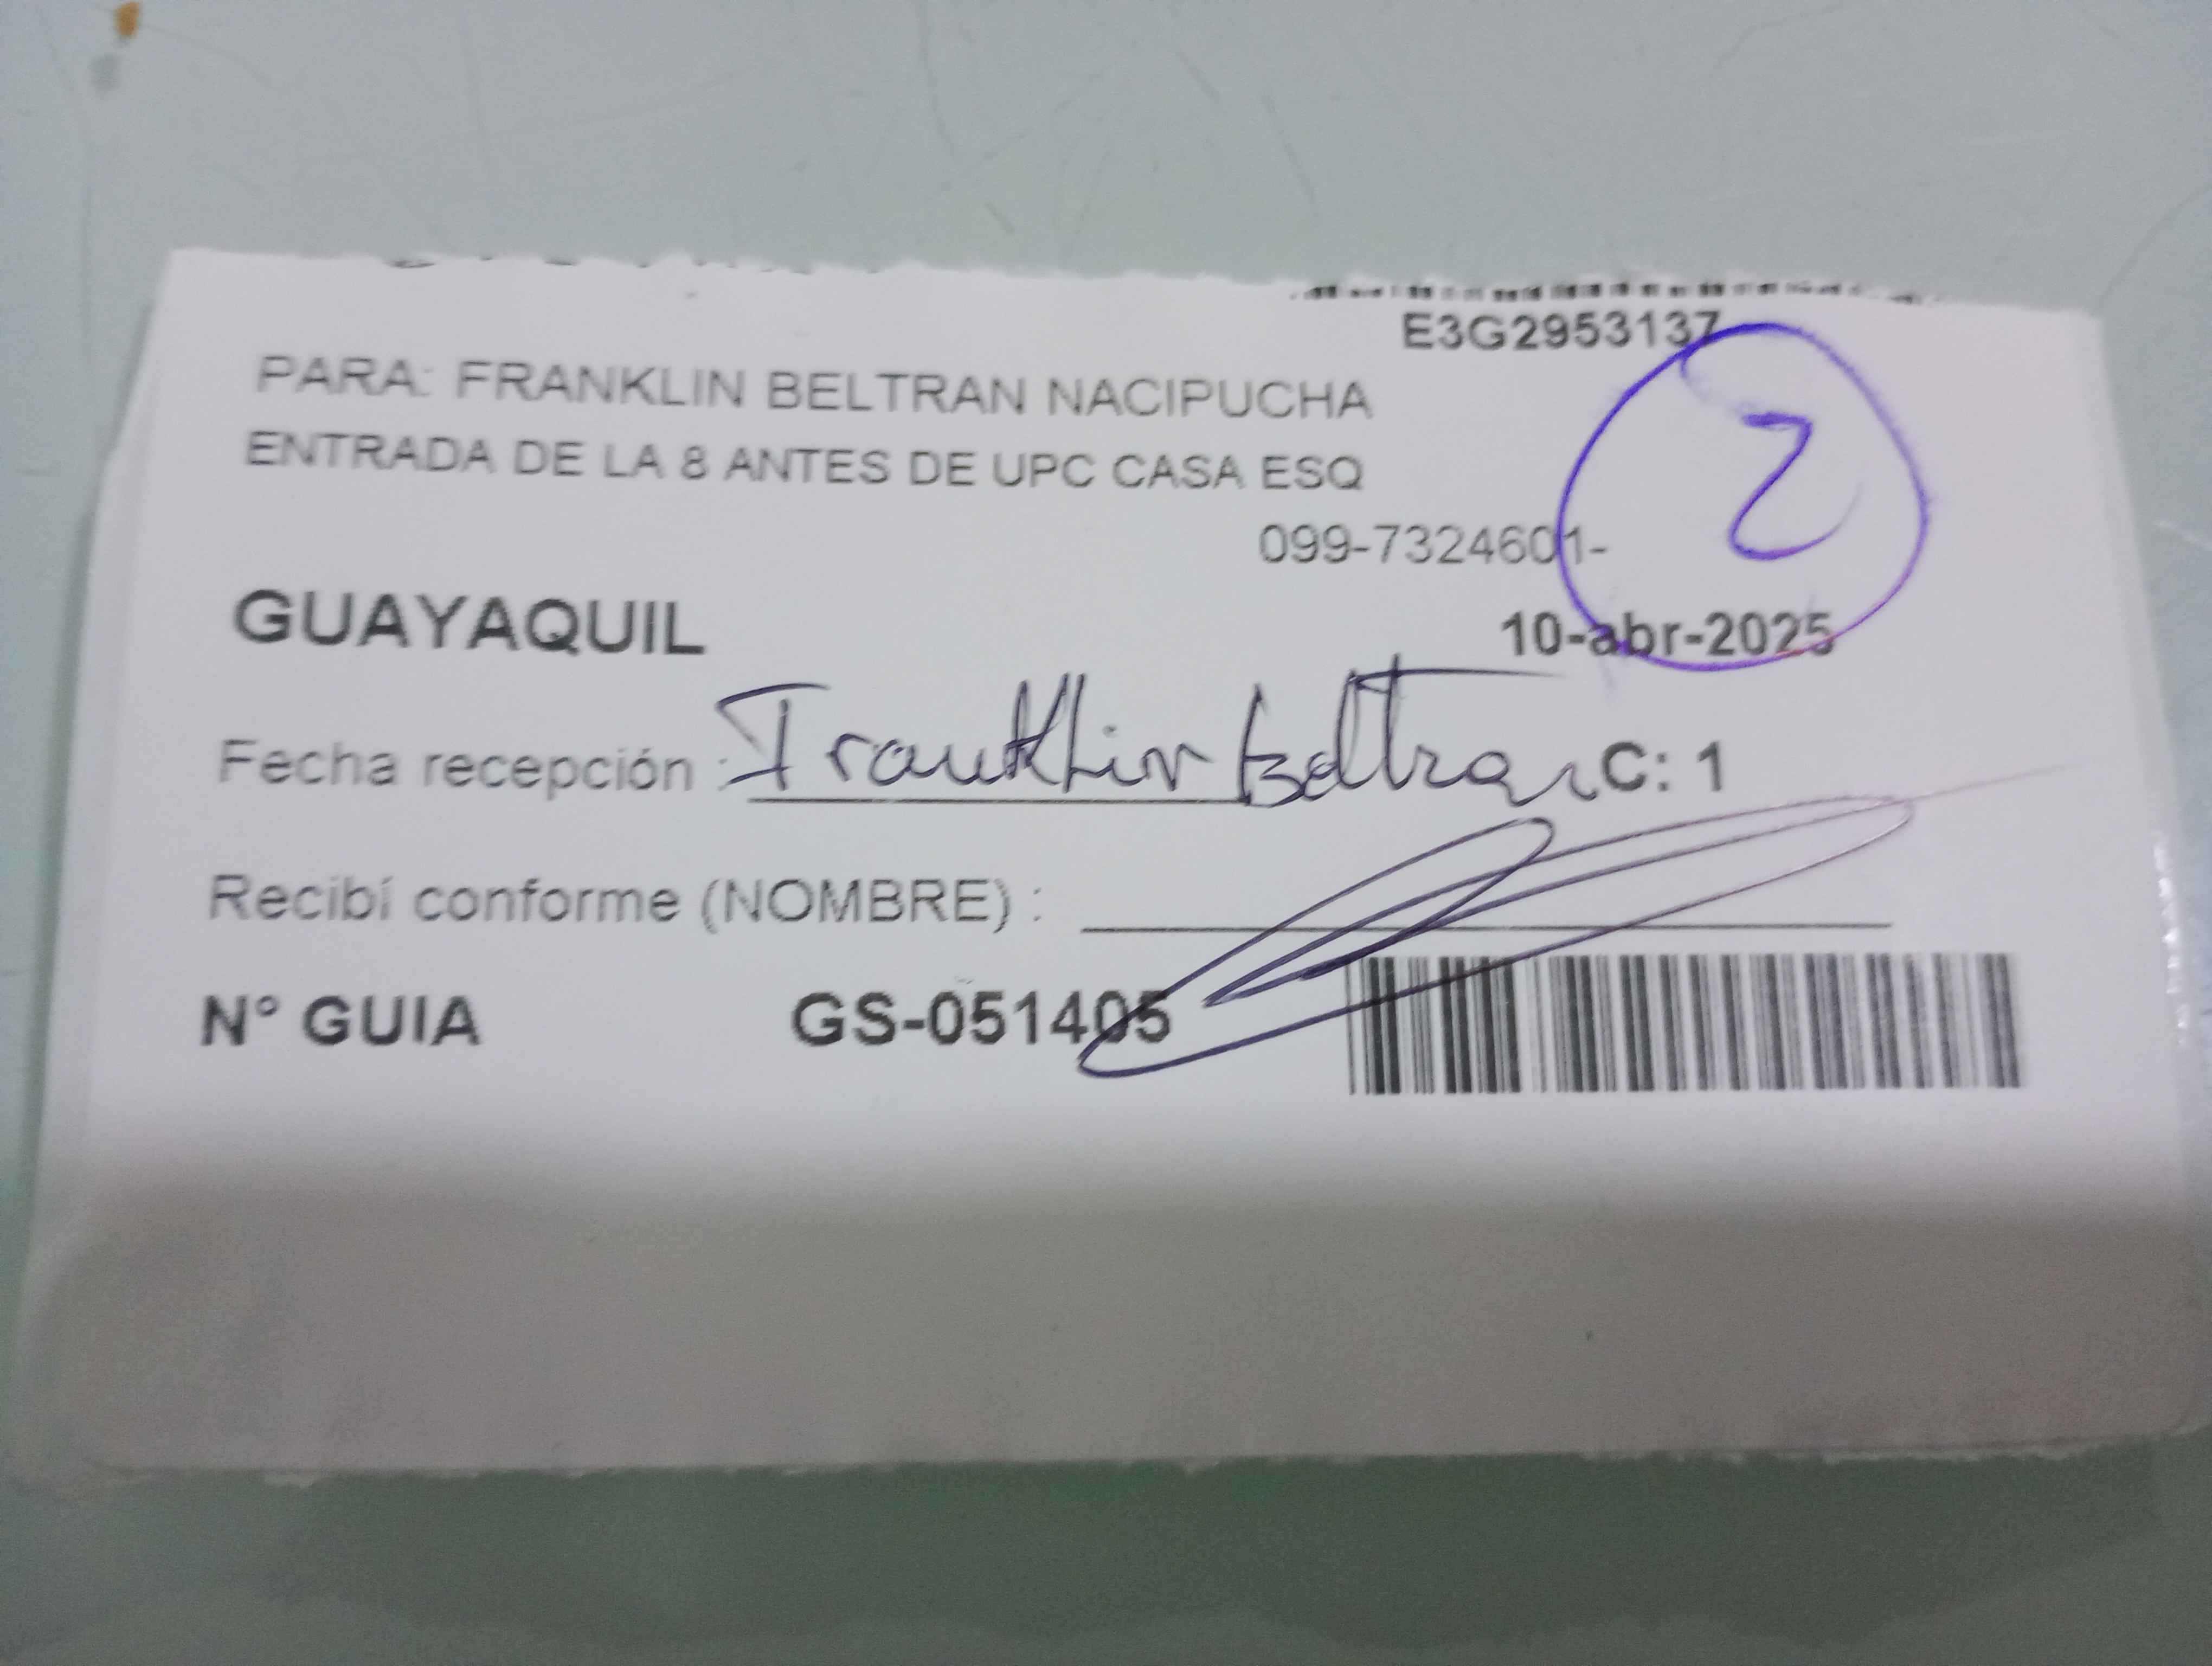 E3G2953137
PARA: FRANKLIN BELTRAN NACIPUCHA
ENTRADA DE LA 8 ANTES DE UPC CASA ESQ
2
099-7324601-
GUAYAQUIL 10-abr-2025
Fecha recepción : Franklin Beltran C: 1
Recibí conforme (NOMBRE) :
N° GUIA GS-051405